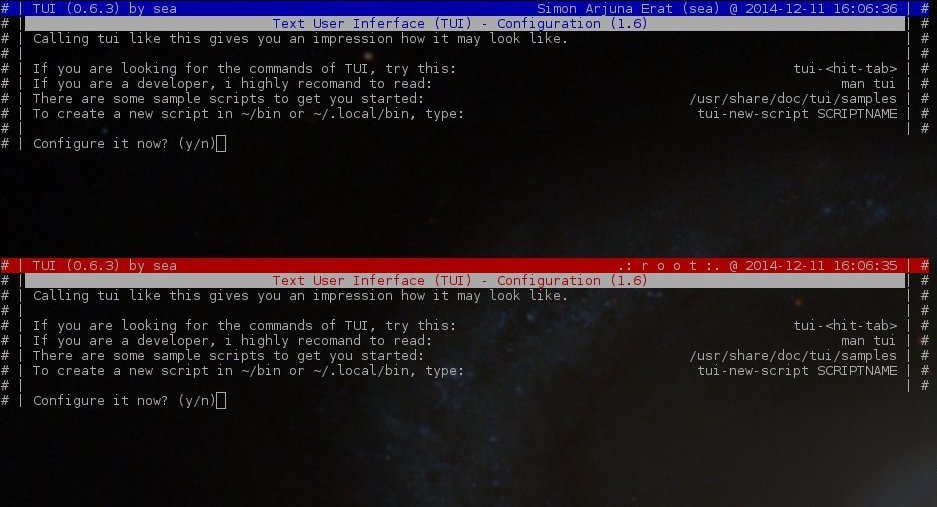 # | TUI (0.6.3) by sea Simon Arjuna Erat (sea) @ 2014-12-11 16:06:36 | #
# | Text User Inferface (TUI) - Configuration (1.6) | #
# | Calling tui like this gives you an impression how it may look like. | #
# | | #
# | If you are looking for the commands of TUI, try this: tui-<hit-tab> | #
# | If you are a developer, i highly recomand to read: man tui | #
# | There are some sample scripts to get you started: /usr/share/doc/tui/samples | #
# | To create a new script in ~/bin or ~/.local/bin, type: tui-new-script SCRIPTNAME | #
# | | #
# | Configure it now? (y/n)
# | TUI (0.6.3) by sea .: r o o t :. @ 2014-12-11 16:06:35 | #
# | Text User Inferface (TUI) - Configuration (1.6) | #
# | Calling tui like this gives you an impression how it may look like. | #
# | | #
# | If you are looking for the commands of TUI, try this: tui-<hit-tab> | #
# | If you are a developer, i highly recomand to read: man tui | #
# | There are some sample scripts to get you started: /usr/share/doc/tui/samples | #
# | To create a new script in ~/bin or ~/.local/bin, type: tui-new-script SCRIPTNAME | #
# | | #
# | Configure it now? (y/n)